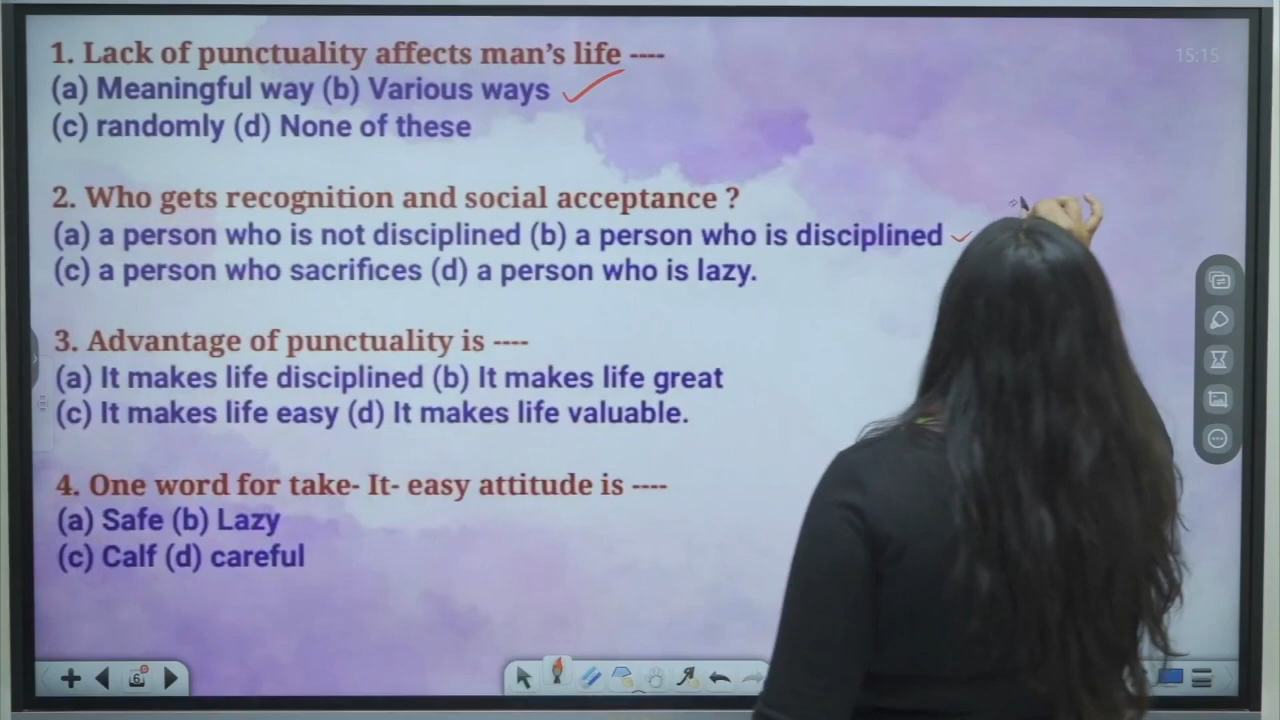 1. Lack of punctuality affects man's life ----
(a) Meaningful way (b) Various ways
(c) randomly (d) None of these
15:15
2. Who gets recognition and social acceptance ?
(a) a person who is not disciplined (b) a person who is disciplined
(c) a person who sacrifices (d) a person who is lazy.
3. Advantage of punctuality is ----
(a) It makes life disciplined (b) It makes life great
(c) It makes life easy (d) It makes life valuable.
4. One word for take- It- easy attitude is ----
(a) Safe (b) Lazy
(c) Calf (d) careful
6